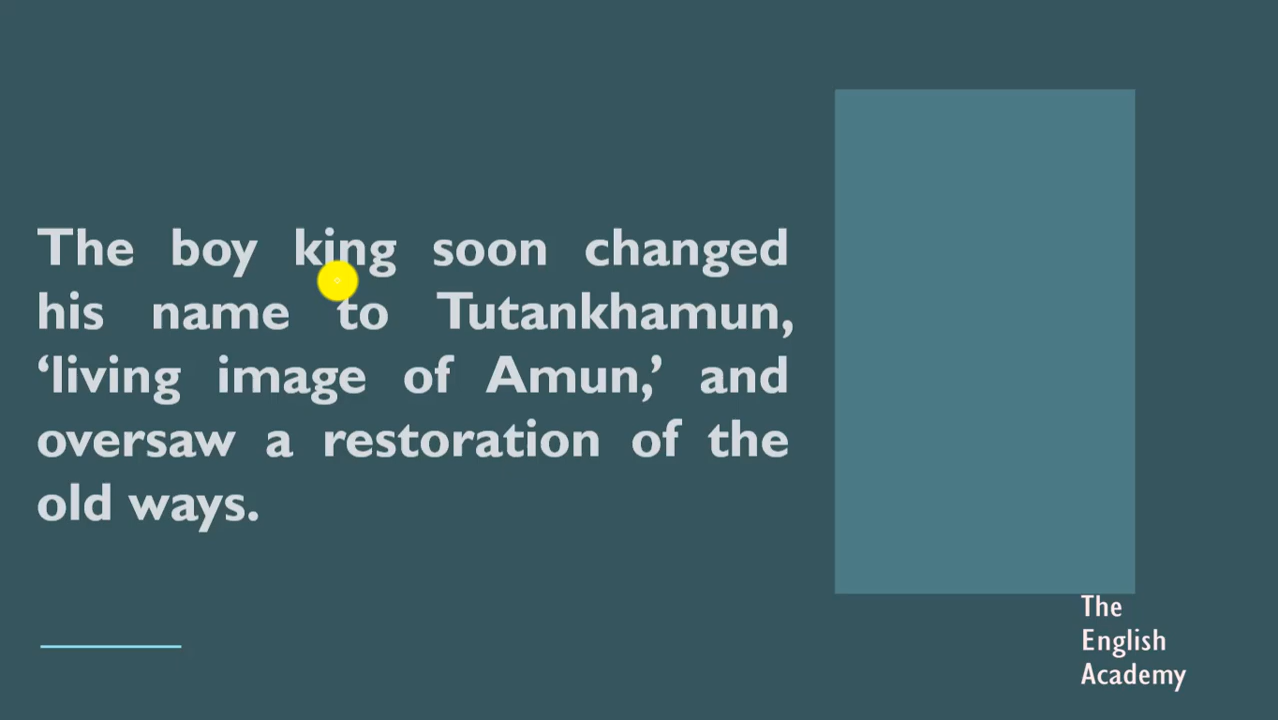 The boy king soon changed
his name to Tutankhamun,
‘living image of Amun,’ and
oversaw a restoration of the
old ways.
The
English
Academy